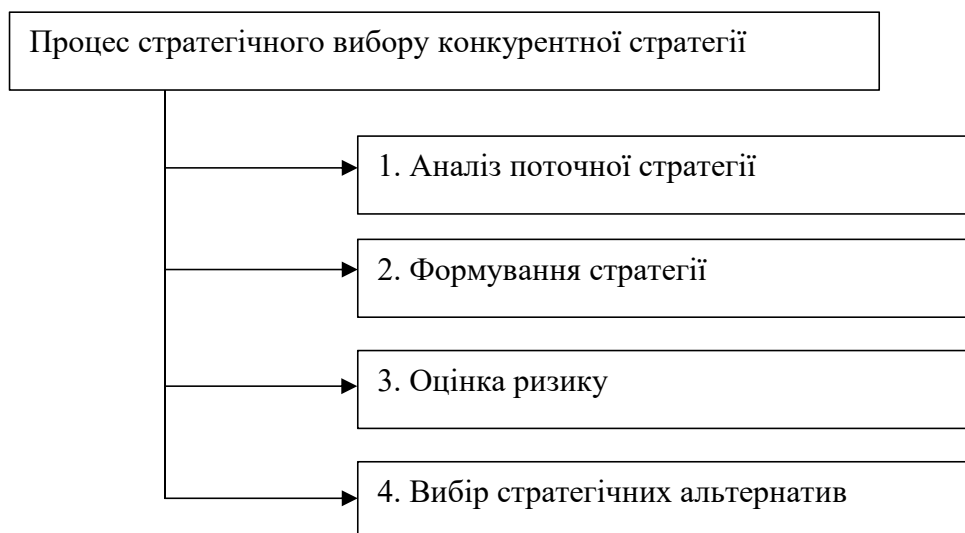 Процес стратегічного вибору конкурентної стратегії
1. Аналіз поточної стратегії
2. Формування стратегії
3. Оцінка ризику
4. Вибір стратегічних альтернатив